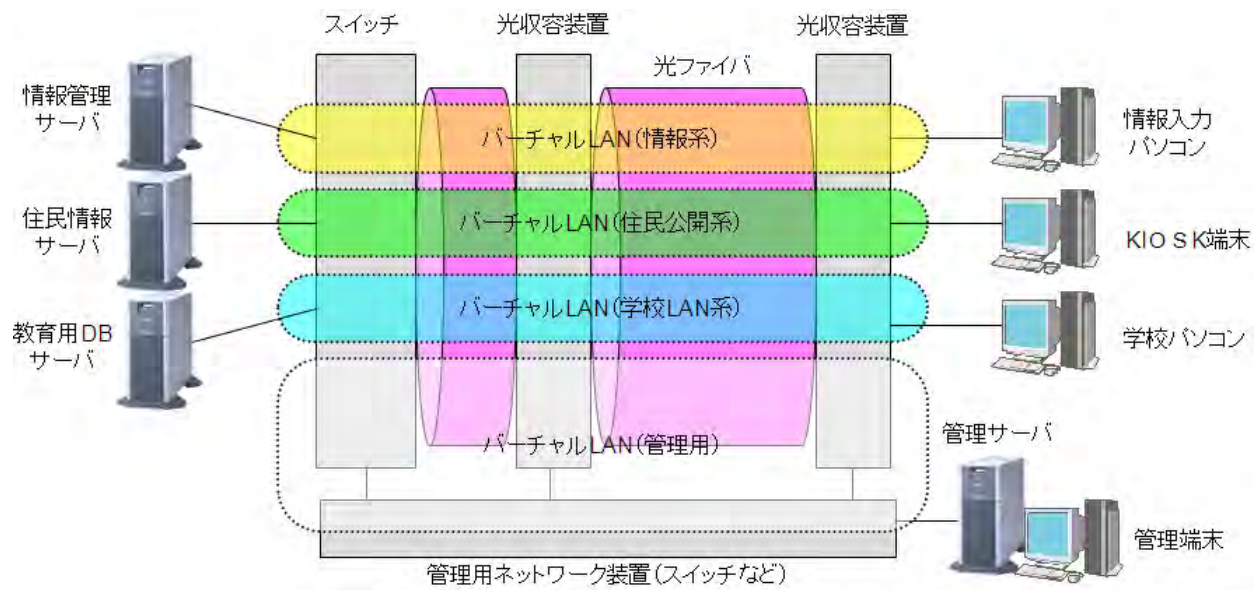 スイッチ
光収容装置
光収容装置
光ファイバ
情報管理
サーバ
バーチャルLAN(情報系)
情報入力
パソコン
住民情報
サーバ
バーチャルLAN(住民公開系)
KIOSK端末
教育用DB
サーバ
バーチャルLAN(学校LAN系)
学校パソコン
バーチャルLAN(管理用)
管理サーバ
管理端末
管理用ネットワーク装置(スイッチなど)